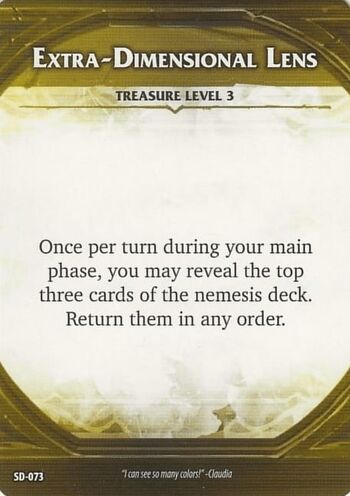 Extra-Dimensional Lens
Treasure Level 3
Once per turn during your main
phase, you may reveal the top
three cards of the nemesis deck.
Return them in any order.
SD-073
"I can see so many colors!" -Claudia